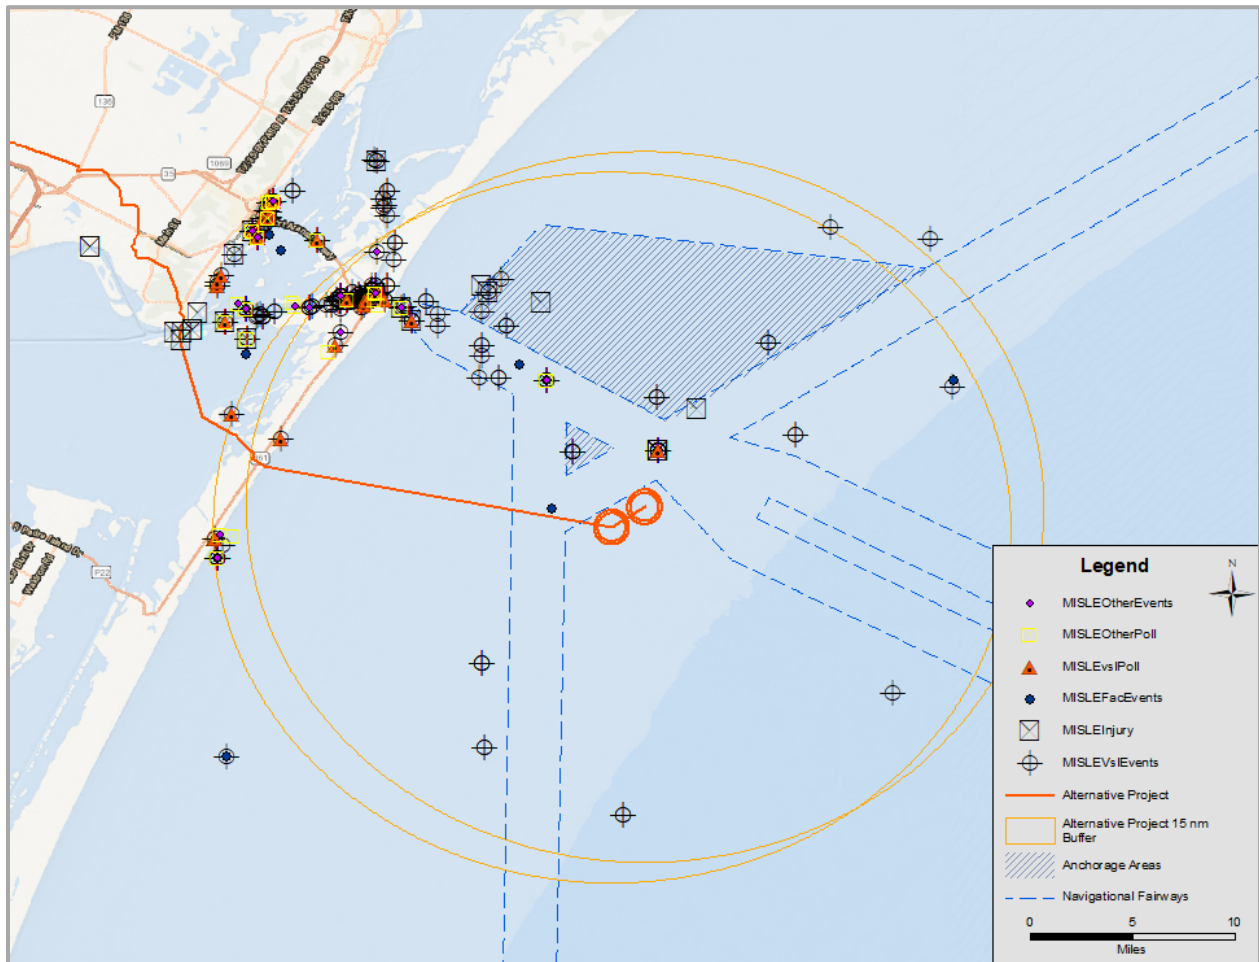 136
1069
35
361
P22
Legend
N
MISLEOtherEvents
MISLEOtherPoll
MISLEvslPoll
MISLEFacEvents
MISLEInjury
MISLEVslEvents
Alternative Project
Alternative Project 15 nm
Buffer
Anchorage Areas
Navigational Fairways
0
5
10
Miles